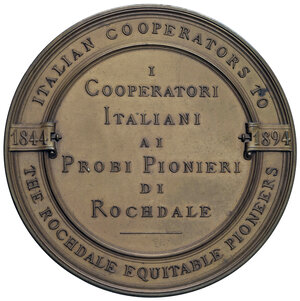 ITALIAN COOPERATORS TO
1844
1894
I
COOPERATORI
ITALIANI
AI
PROBI PIONIERI
DI
ROCHDALE
THE ROCHDALE EQUITABLE PIONEERS